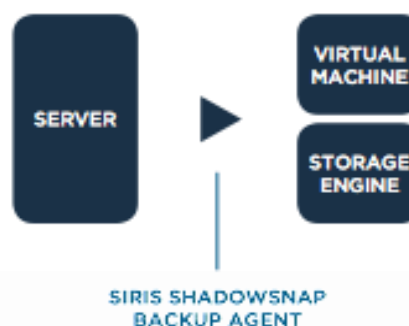 SERVER
VIRTUAL
MACHINE
STORAGE
ENGINE
SIRIS SHADOWSNAP
BACKUP AGENT